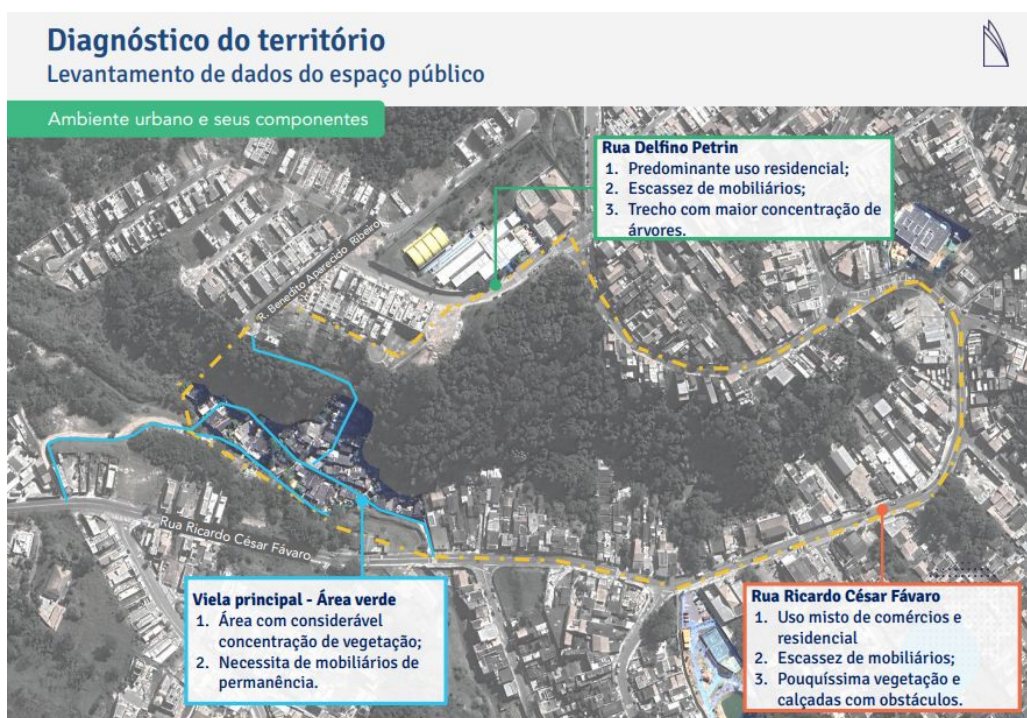 Diagnóstico do território
Levantamento de dados do espaço público
Ambiente urbano e seus componentes
Rua Delfino Petrin
1. Predominante uso residencial;
2. Escassez de mobiliários;
3. Trecho com maior concentração de
árvores.
R. Benedito Aparecido Ribeiro
Rua Ricardo César Fávaro
Viela principal - Área verde
1. Área com considerável
concentração de vegetação;
2. Necessita de mobiliários de
permanência.
Rua Ricardo César Fávaro
1. Uso misto de comércios e
residencial
2. Escassez de mobiliários;
3. Pouquíssima vegetação e
calçadas com obstáculos.